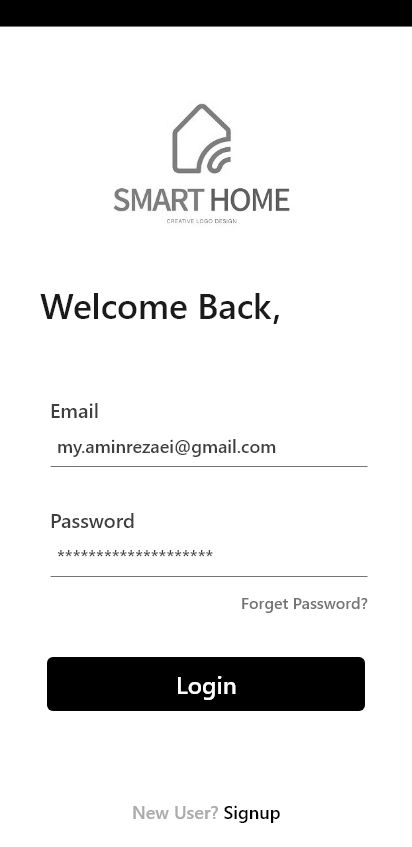 SMART HOME
CREATIVE LOGO DESIGN
Welcome Back,
Email
my.aminrezaei@gmail.com
Password
********************
Forget Password?
Login
New User? Signup